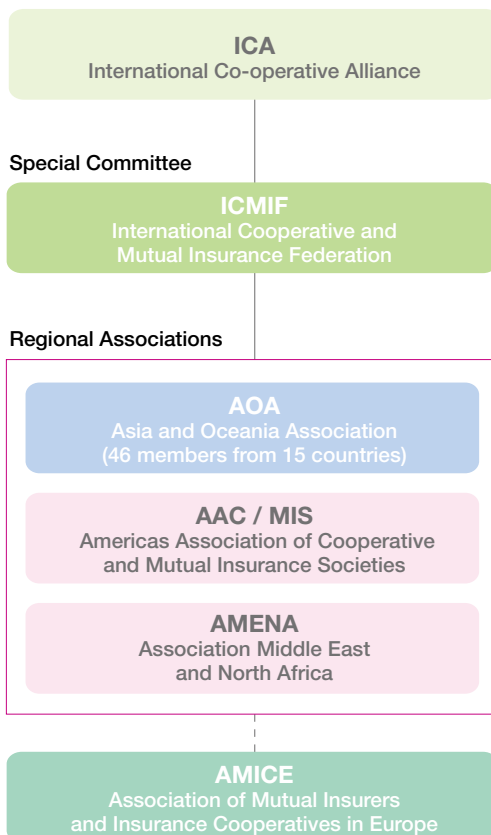 ICA
International Co-operative Alliance
Special Committee
ICMIF
International Cooperative and
Mutual Insurance Federation
Regional Associations
AOA
Asia and Oceania Association
(46 members from 15 countries)
AAC / MIS
Americas Association of Cooperative
and Mutual Insurance Societies
AMENA
Association Middle East
and North Africa
AMICE
Association of Mutual Insurers
and Insurance Cooperatives in Europe